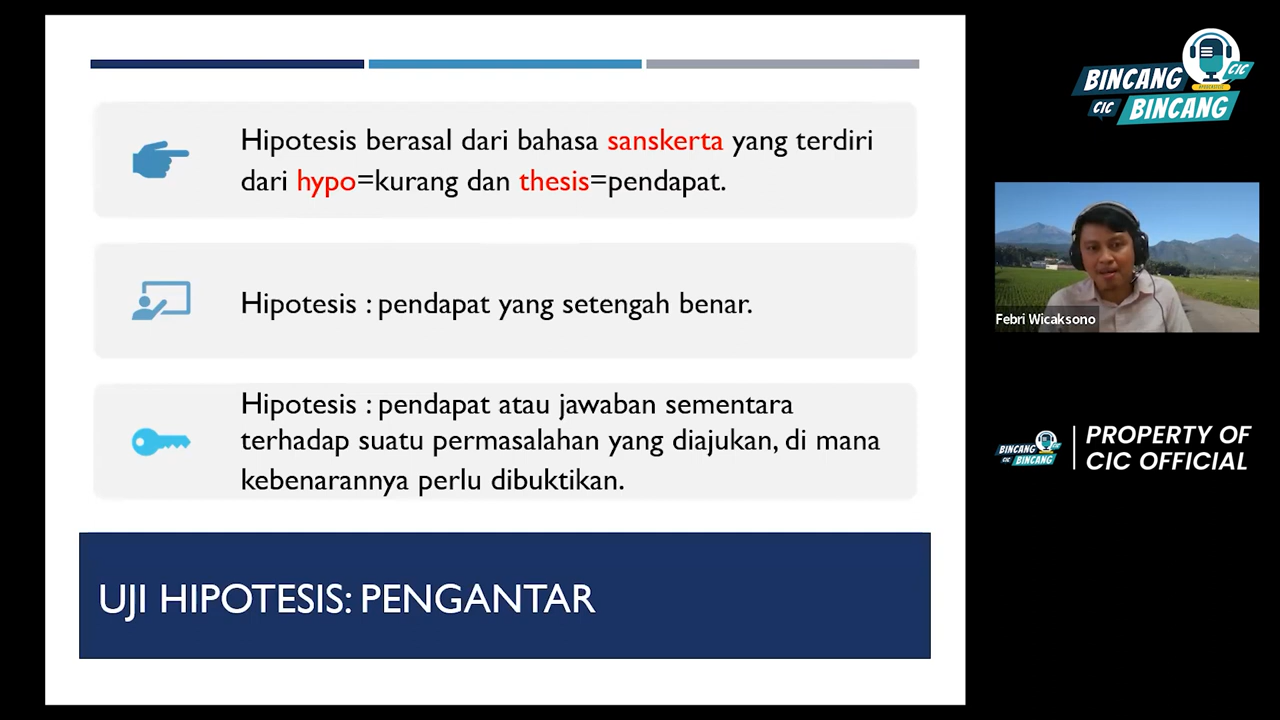 Hipotesis berasal dari bahasa sanskerta yang terdiri
dari hypo=kurang dan thesis=pendapat.
Hipotesis : pendapat yang setengah benar.
Hipotesis : pendapat atau jawaban sementara
terhadap suatu permasalahan yang diajukan, di mana
kebenarannya perlu dibuktikan.
UJI HIPOTESIS: PENGANTAR
BINCANG CIC
CIC BINCANG
Febri Wicaksono
BINCANG CIC
CIC BINCANG
PROPERTY OF
CIC OFFICIAL